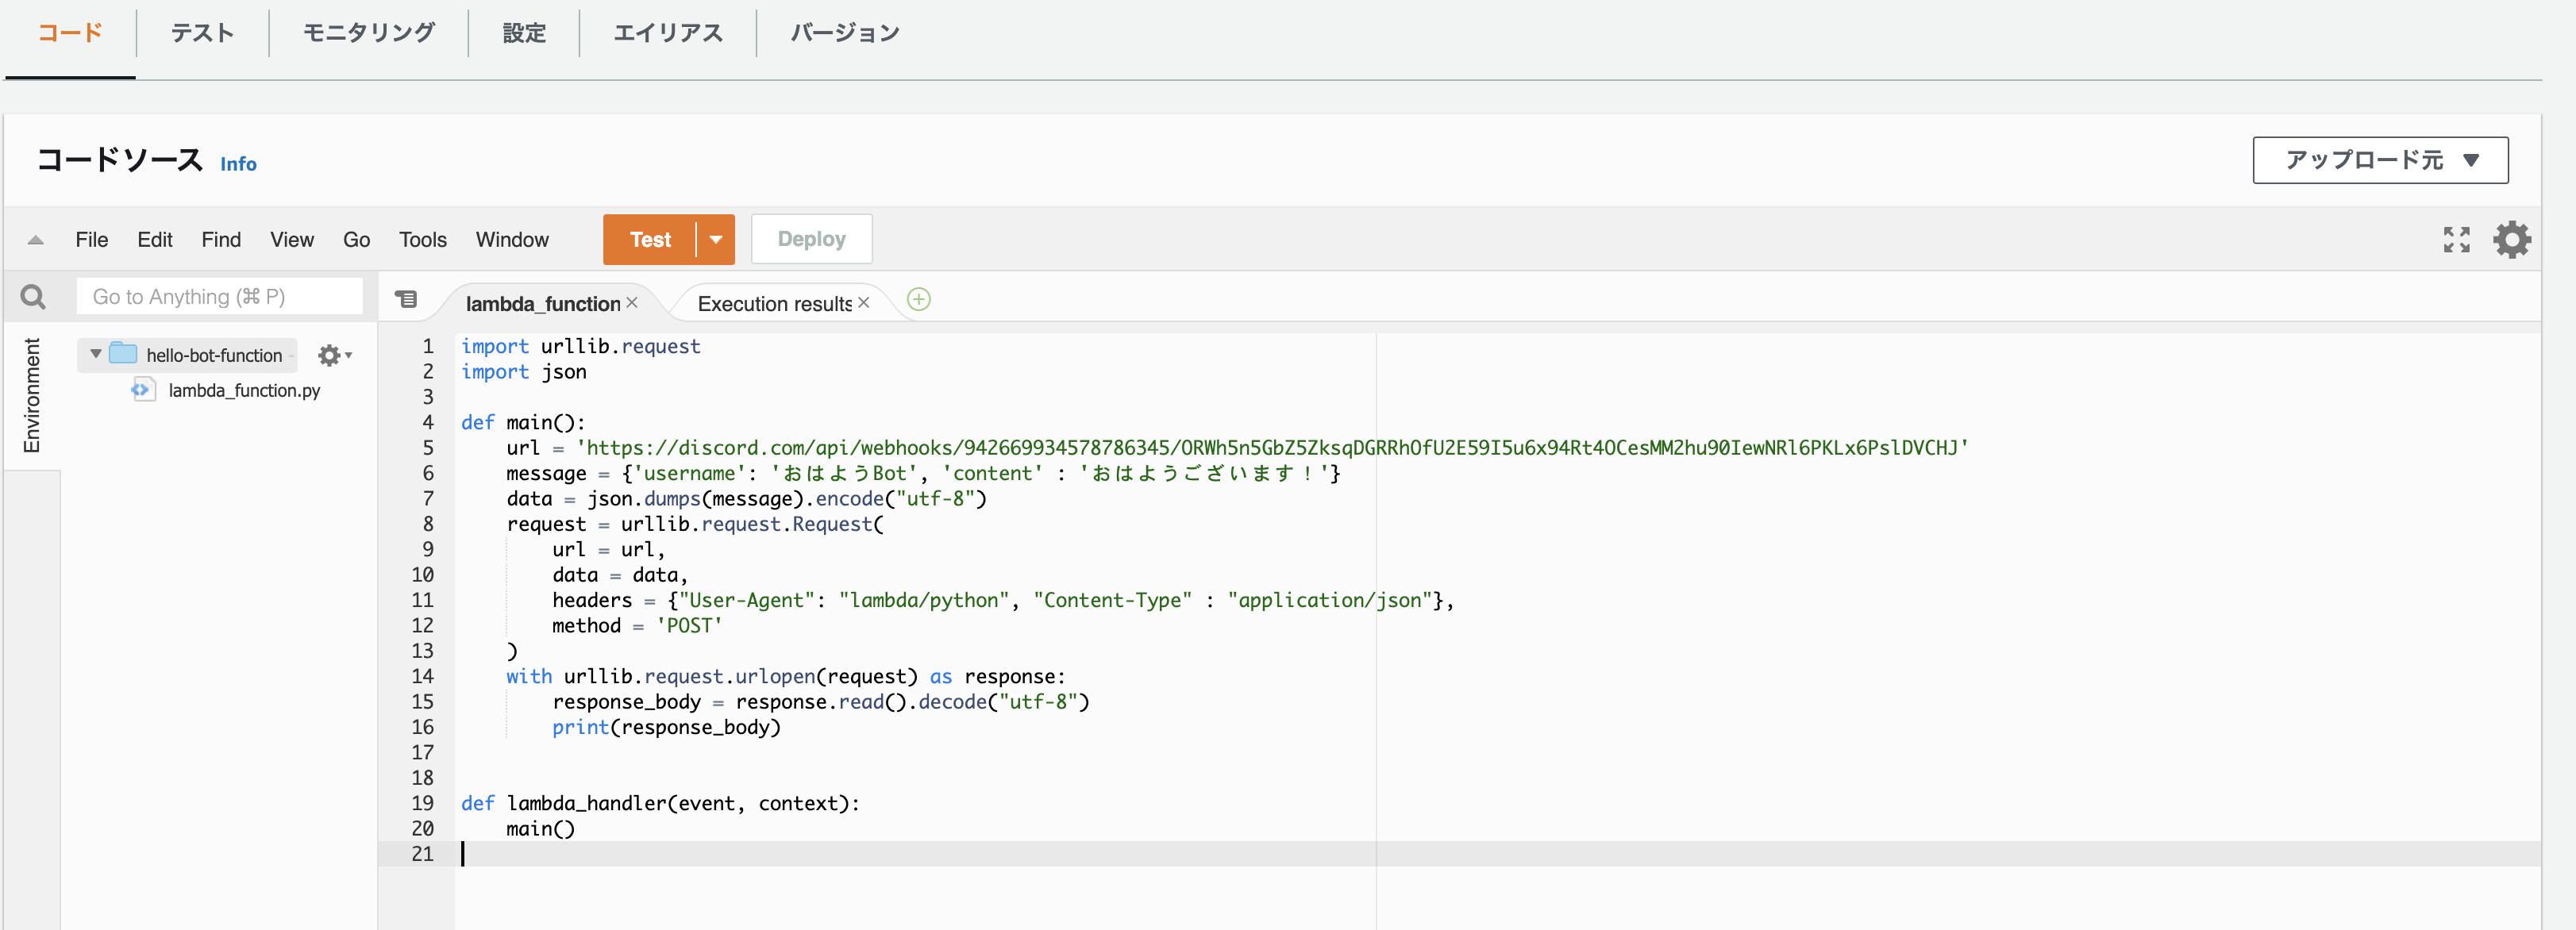 コード テスト モニタリング 設定 エイリアス バージョン
コードソース Info アップロード元
File Edit Find View Go Tools Window Test Deploy
Go to Anything (⌘ P) lambda_function Execution results
Environment
hello-bot-function
lambda_function.py
1 import urllib.request
2 import json
3
4 def main():
5     url = 'https://discord.com/api/webhooks/942669934578786345/ORWh5n5GbZ5ZksqDGRRhOfU2E59I5u6x94Rt4OCesMM2hu90IewNRl6PKLx6PslDVCHJ'
6     message = {'username': 'おはようBot', 'content' : 'おはようございます！'}
7     data = json.dumps(message).encode("utf-8")
8     request = urllib.request.Request(
9         url = url,
10         data = data,
11         headers = {"User-Agent": "lambda/python", "Content-Type" : "application/json"},
12         method = 'POST'
13     )
14     with urllib.request.urlopen(request) as response:
15         response_body = response.read().decode("utf-8")
16         print(response_body)
17
18
19 def lambda_handler(event, context):
20     main()
21